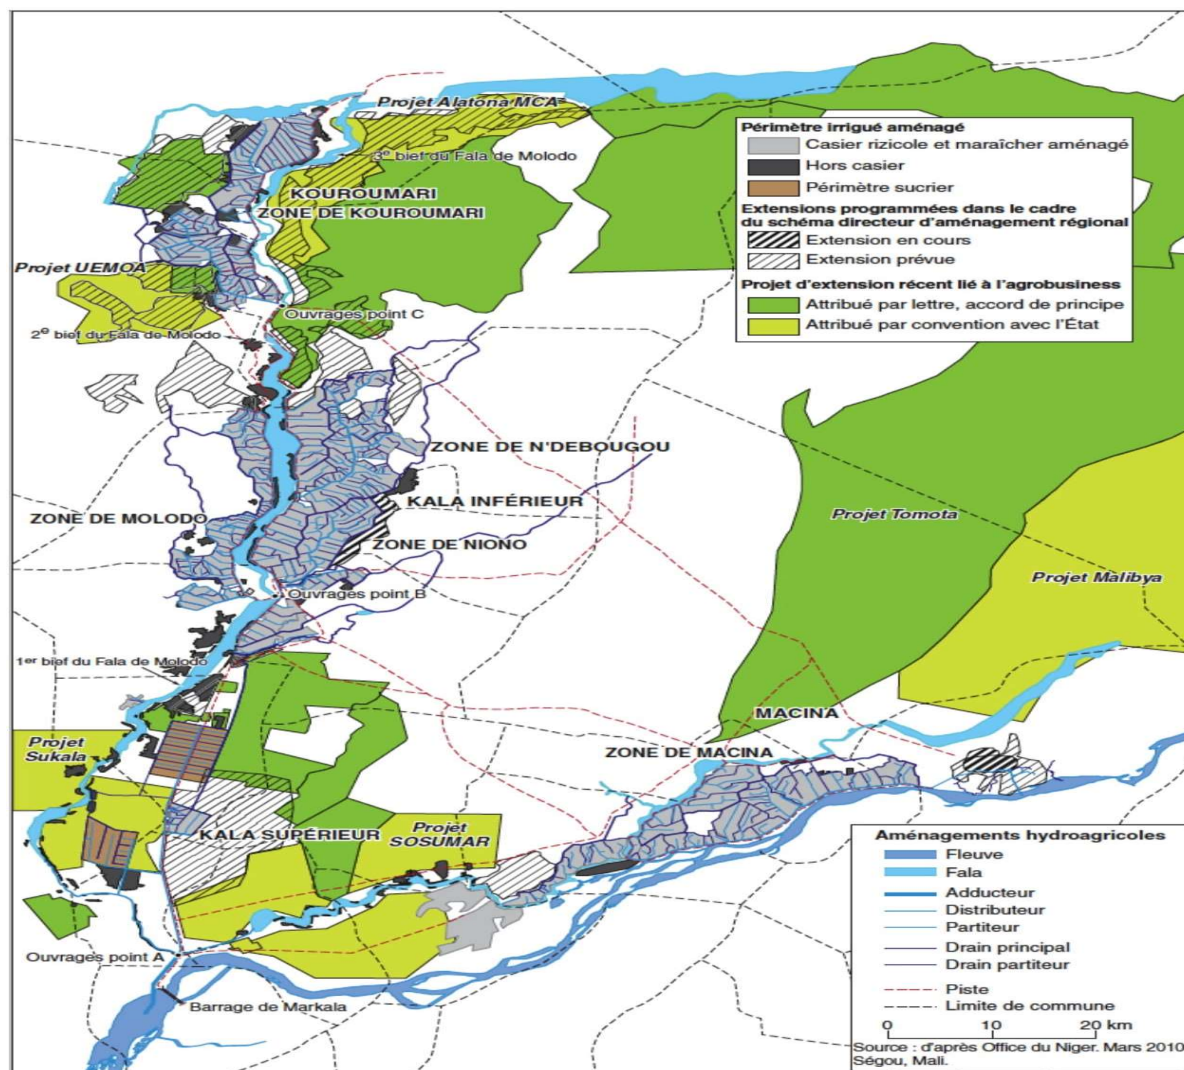 Projet Alatona MCA
3e bief du Fala de Molodo
KOUROUMARI
ZONE DE KOUROUMARI
Projet UEMOA
Ouvrages point C
2e bief du Fala de Molodo
ZONE DE N'DEBOUGOU
KALA INFÉRIEUR
ZONE DE MOLODO
ZONE DE NIONO
Ouvrages point B
1er bief du Fala de Molodo
Projet Tomota
Projet Malibya
MACINA
ZONE DE MACINA
Projet
Sukala
KALA SUPÉRIEUR
Projet
SOSUMAR
Ouvrages point A
Barrage de Markala
Périmètre irrigué aménagé
Casier rizicole et maraîcher aménagé
Hors casier
Périmètre sucrier
Extensions programmées dans le cadre
du schéma directeur d'aménagement régional
Extension en cours
Extension prévue
Projet d'extension récent lié à l'agrobusiness
Attribué par lettre, accord de principe
Attribué par convention avec l'État
Aménagements hydroagricoles
Fleuve
Fala
Adducteur
Distributeur
Partiteur
Drain principal
Drain partiteur
Piste
Limite de commune
0 10 20 km
Source : d'après Office du Niger. Mars 2010
Ségou, Mali.